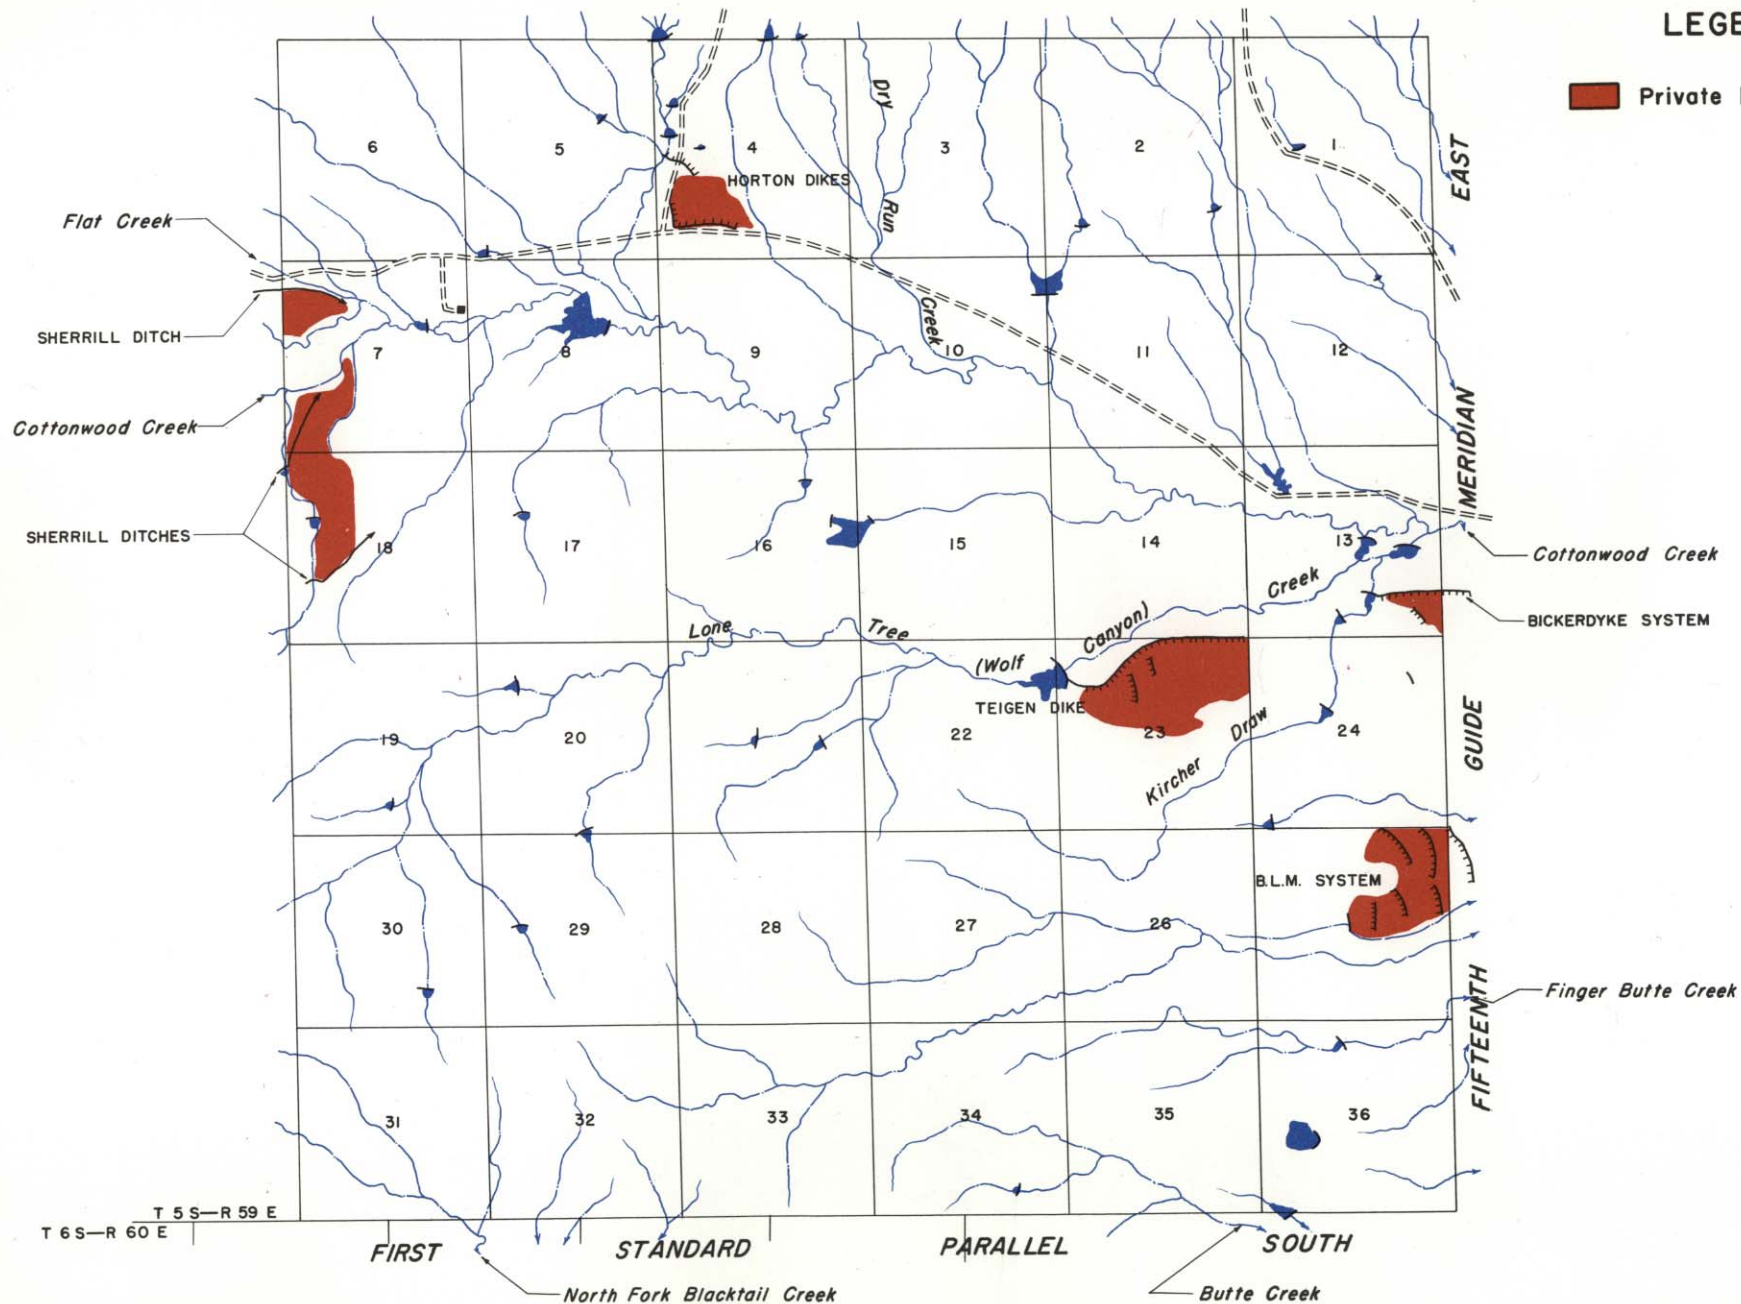 LEGE
Private
6
5
4
3
2
1
HORTON DIKES
Dry
Run
Creek
EAST
Flat Creek
SHERRILL DITCH
7
8
9
10
11
12
Cottonwood Creek
MERIDIAN
SHERRILL DITCHES
18
17
16
15
14
13
Cottonwood Creek
Creek
BICKERDYKE SYSTEM
Lone
Tree
(Wolf
Canyon)
TEIGEN DIKE
19
20
22
23
24
Kircher
Draw
GUIDE
B.L.M. SYSTEM
30
29
28
27
26
FIFTEENTH
Finger Butte Creek
31
32
33
34
35
36
T 5 S—R 59 E
T 6 S—R 60 E
FIRST STANDARD PARALLEL SOUTH
North Fork Blacktail Creek
Butte Creek